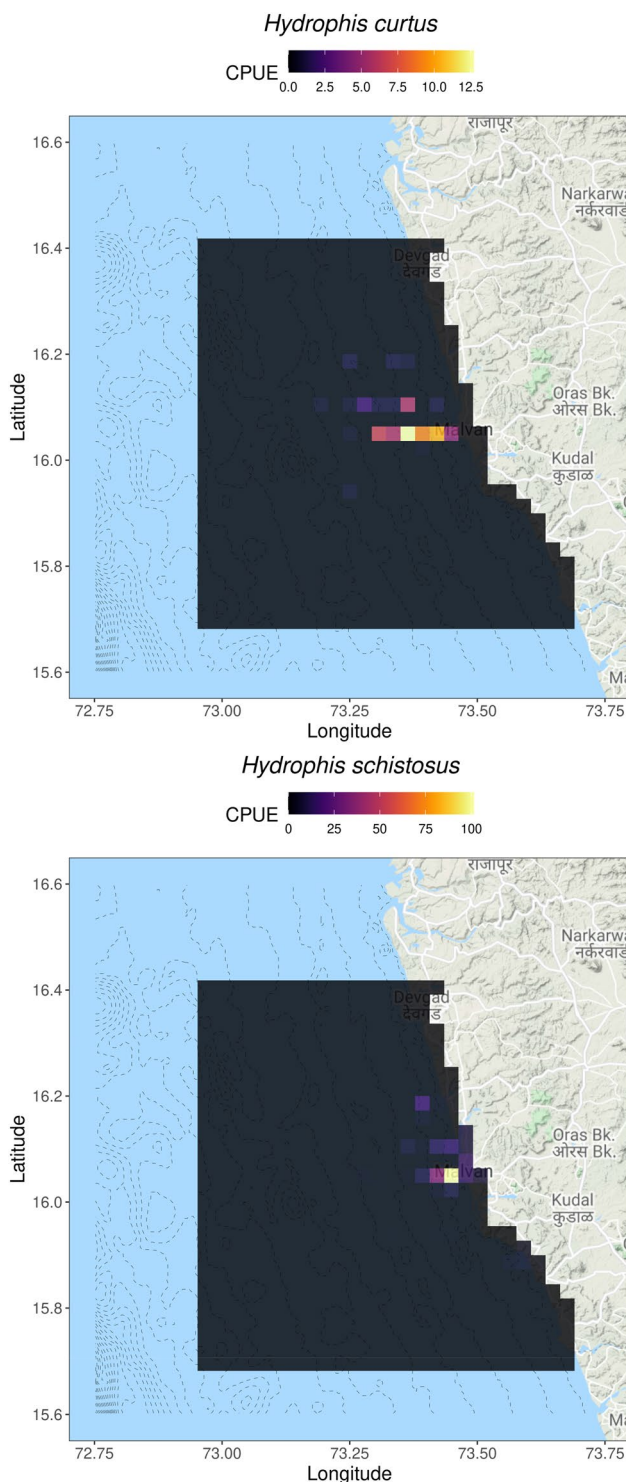 Hydrophis curtus
CPUE
0.0 2.5 5.0 7.5 10.0 12.5
राजापूर
Narkarwa
नरकरवाड
Devgad
देवगड
Oras Bk.
ओरस Bk.
Malvan
Kudal
कुडाळ
Ma
16.6
16.4
16.2
16.0
15.8
15.6
Latitude
72.75 73.00 73.25 73.50 73.75
Longitude
Hydrophis schistosus
CPUE
0 25 50 75 100
राजापूर
Narkarwa
नरकरवाड
Devgad
देवगड
Oras Bk.
ओरस Bk.
Malvan
Kudal
कुडाळ
Ma
16.6
16.4
16.2
16.0
15.8
15.6
Latitude
72.75 73.00 73.25 73.50 73.75
Longitude